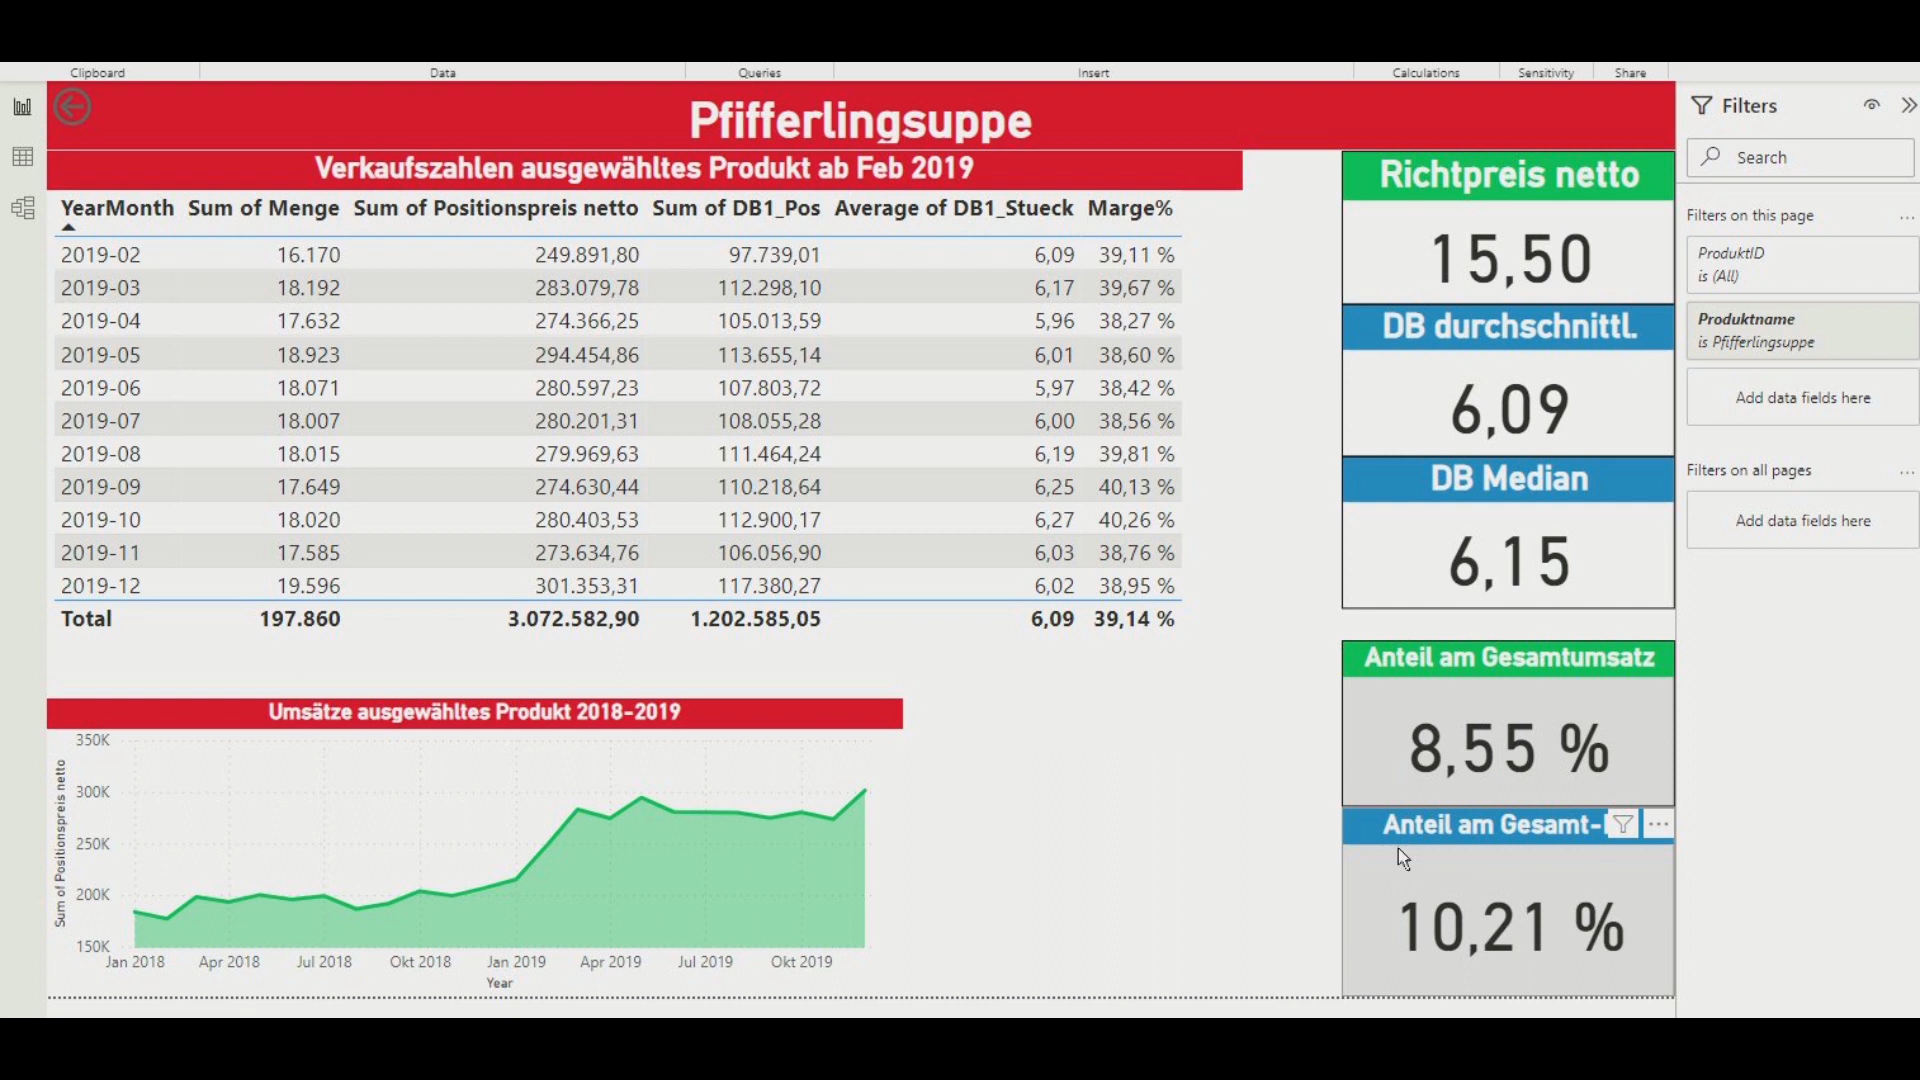 Clipboard Data Queries Insert Calculations Sensitivity Share
Pfifferlingsuppe
Verkaufszahlen ausgewähltes Produkt ab Feb 2019
YearMonth Sum of Menge Sum of Positionspreis netto Sum of DB1_Pos Average of DB1_Stueck Marge%
2019-02 16.170 249.891,80 97.739,01 6,09 39,11 %
2019-03 18.192 283.079,78 112.298,10 6,17 39,67 %
2019-04 17.632 274.366,25 105.013,59 5,96 38,27 %
2019-05 18.923 294.454,86 113.655,14 6,01 38,60 %
2019-06 18.071 280.597,23 107.803,72 5,97 38,42 %
2019-07 18.007 280.201,31 108.055,28 6,00 38,56 %
2019-08 18.015 279.969,63 111.464,24 6,19 39,81 %
2019-09 17.649 274.630,44 110.218,64 6,25 40,13 %
2019-10 18.020 280.403,53 112.900,17 6,27 40,26 %
2019-11 17.585 273.634,76 106.056,90 6,03 38,76 %
2019-12 19.596 301.353,31 117.380,27 6,02 38,95 %
Total 197.860 3.072.582,90 1.202.585,05 6,09 39,14 %
Umsätze ausgewähltes Produkt 2018-2019
Sum of Positionspreis netto
350K
300K
250K
200K
150K
Jan 2018 Apr 2018 Jul 2018 Okt 2018 Jan 2019 Apr 2019 Jul 2019 Okt 2019
Year
Richtpreis netto
15,50
DB durchschnittl.
6,09
DB Median
6,15
Anteil am Gesamtumsatz
8,55 %
Anteil am Gesamt-
10,21 %
Filters
Search
Filters on this page
ProduktID
is (All)
Produktname
is Pfifferlingsuppe
Add data fields here
Filters on all pages
Add data fields here